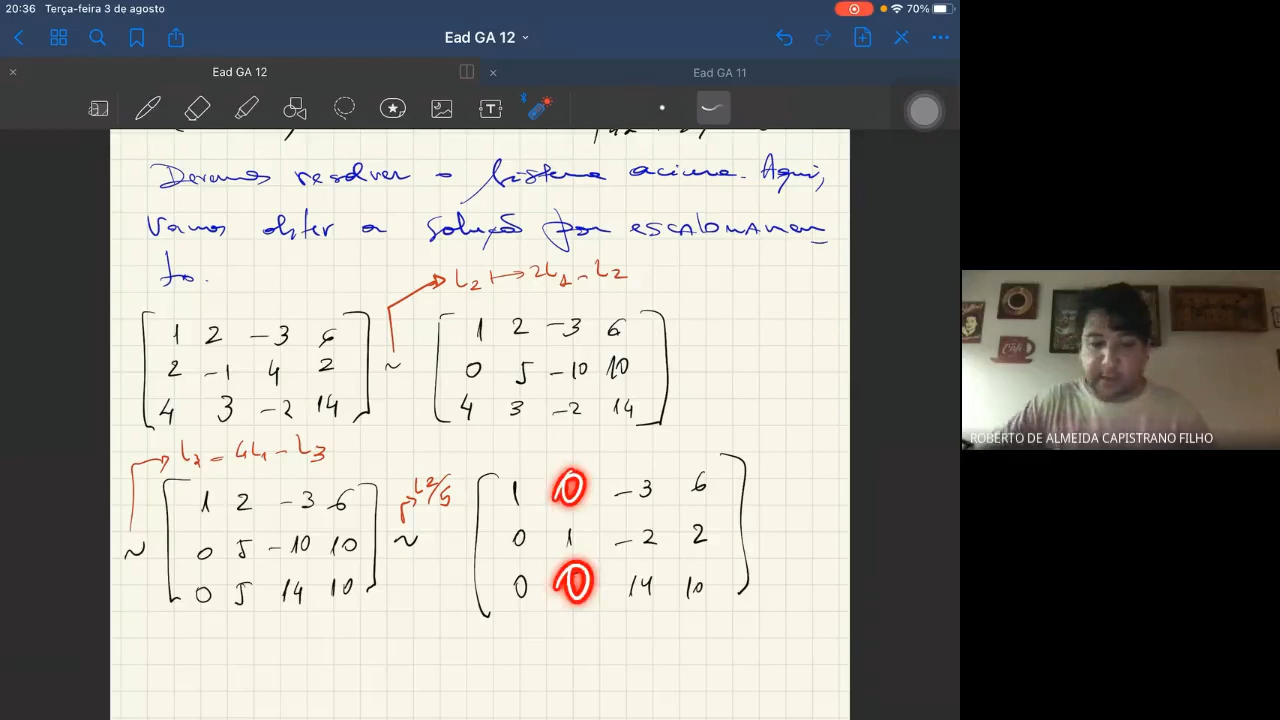 20:36 Terça-feira 3 de agosto
70%
Ead GA 12
Ead GA 12
Ead GA 11
T
Devemos resolver o sistema acima. Aqui,
vamos obter a solução por escalonamen
to.
L2 ↦ 2L1 - L2
1 2 -3 6
2 -1 4 2
4 3 -2 14
~
1 2 -3 6
0 5 -10 10
4 3 -2 14
L3 = 4L1 - L3
~
1 2 -3 6
0 5 -10 10
0 5 14 10
~
L2/5
1 0 -3 6
0 1 -2 2
0 0 14 10
Café
ROBERTO DE ALMEIDA CAPISTRANO FILHO